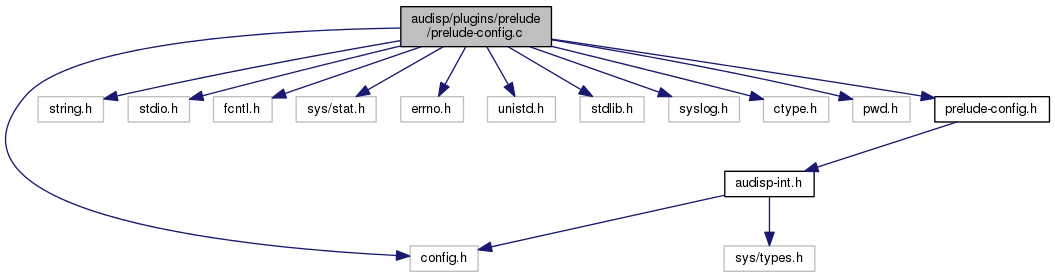 audisp/plugins/prelude
/prelude-config.c
string.h
stdio.h
fcntl.h
sys/stat.h
errno.h
unistd.h
stdlib.h
syslog.h
ctype.h
pwd.h
prelude-config.h
audisp-int.h
config.h
sys/types.h